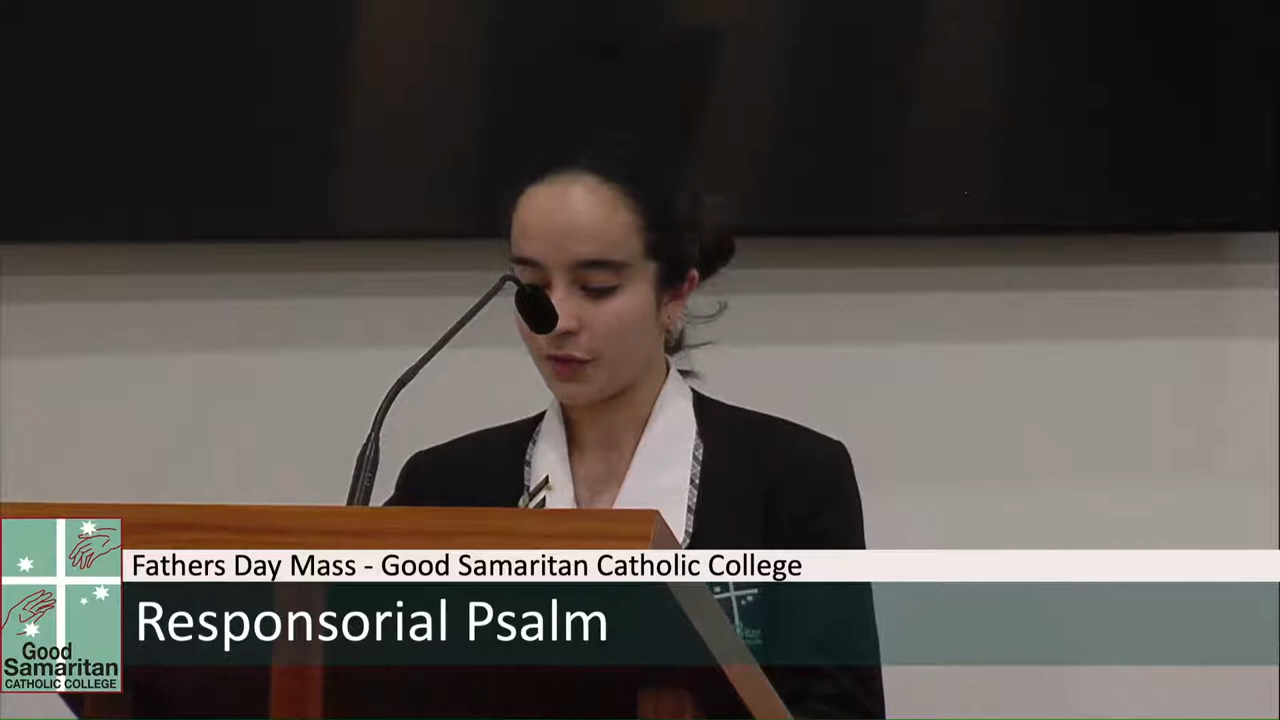 Fathers Day Mass - Good Samaritan Catholic College
Responsorial Psalm
Good
Samaritan
CATHOLIC COLLEGE